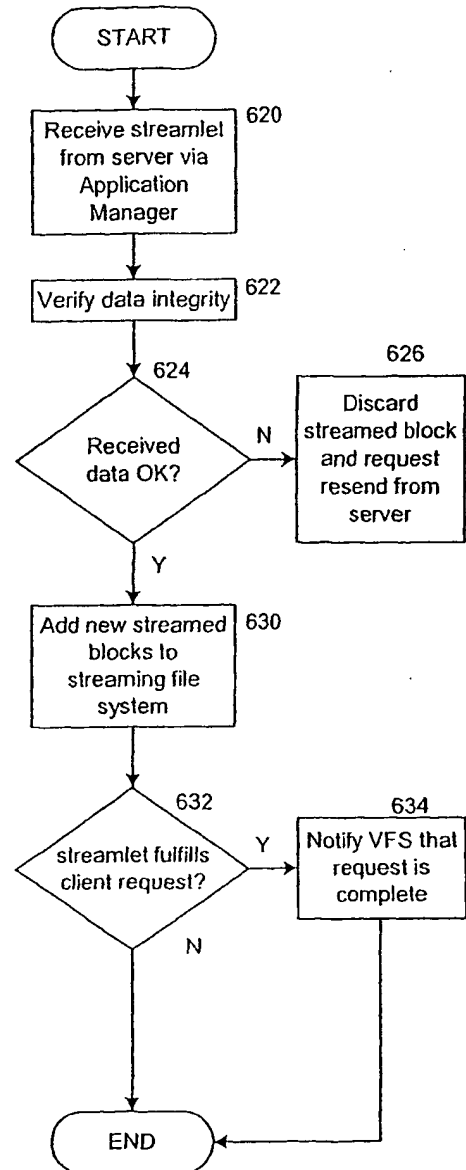 START
620
Receive streamlet
from server via
Application
Manager
622
Verify data integrity
624
Received
data OK?
N
626
Discard
streamed block
and request
resend from
server
Y
630
Add new streamed
blocks to
streaming file
system
632
streamlet fulfills
client request?
Y
634
Notify VFS that
request is
complete
N
END